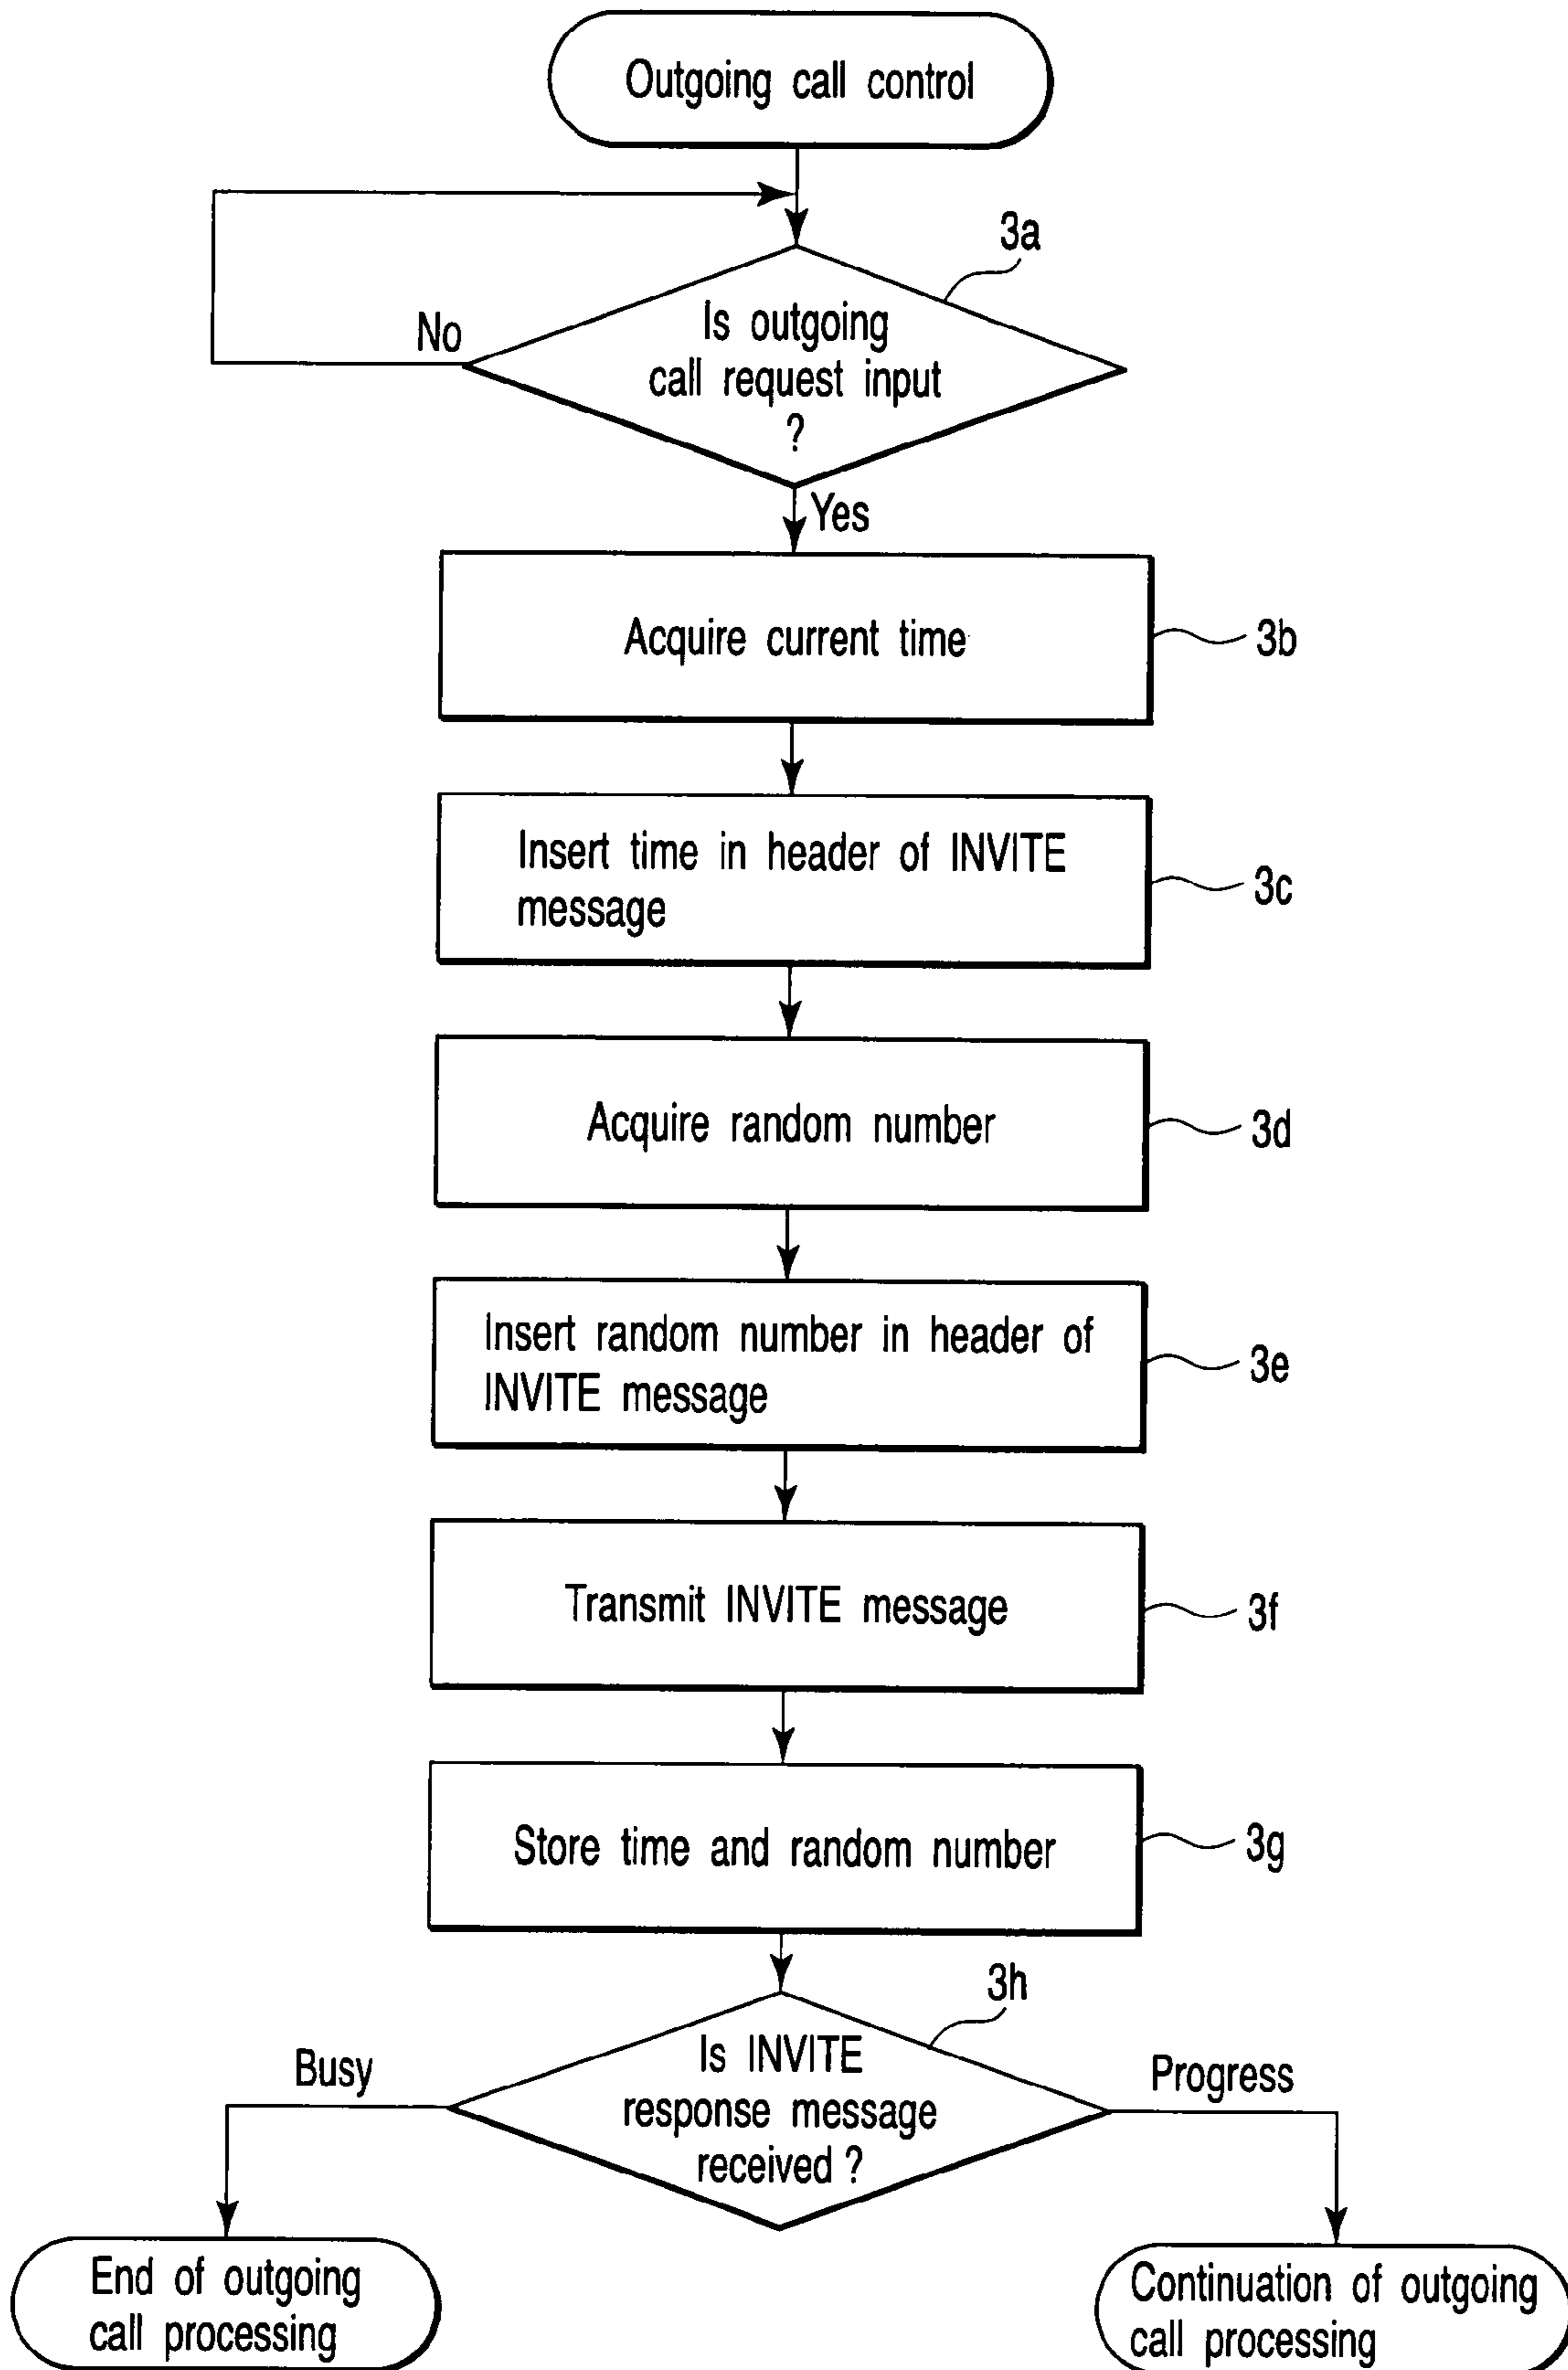 Outgoing call control
3a
Is outgoing
call request input
?
No
Yes
Acquire current time
3b
Insert time in header of INVITE
message
3c
Acquire random number
3d
Insert random number in header of
INVITE message
3e
Transmit INVITE message
3f
Store time and random number
3g
3h
Is INVITE
response message
received ?
Busy
Progress
End of outgoing
call processing
Continuation of outgoing
call processing